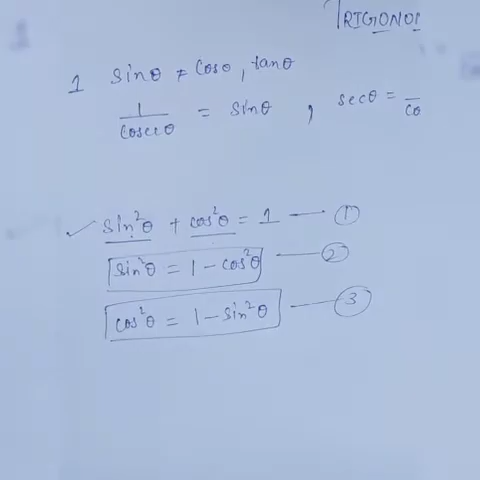 TRIGONO
1 sinθ, cosθ, tanθ
1/cosecθ = sinθ , secθ = 1/co
✓ sin²θ + cos²θ = 1 — ①
sin²θ = 1 - cos²θ — ②
cos²θ = 1 - sin²θ — ③